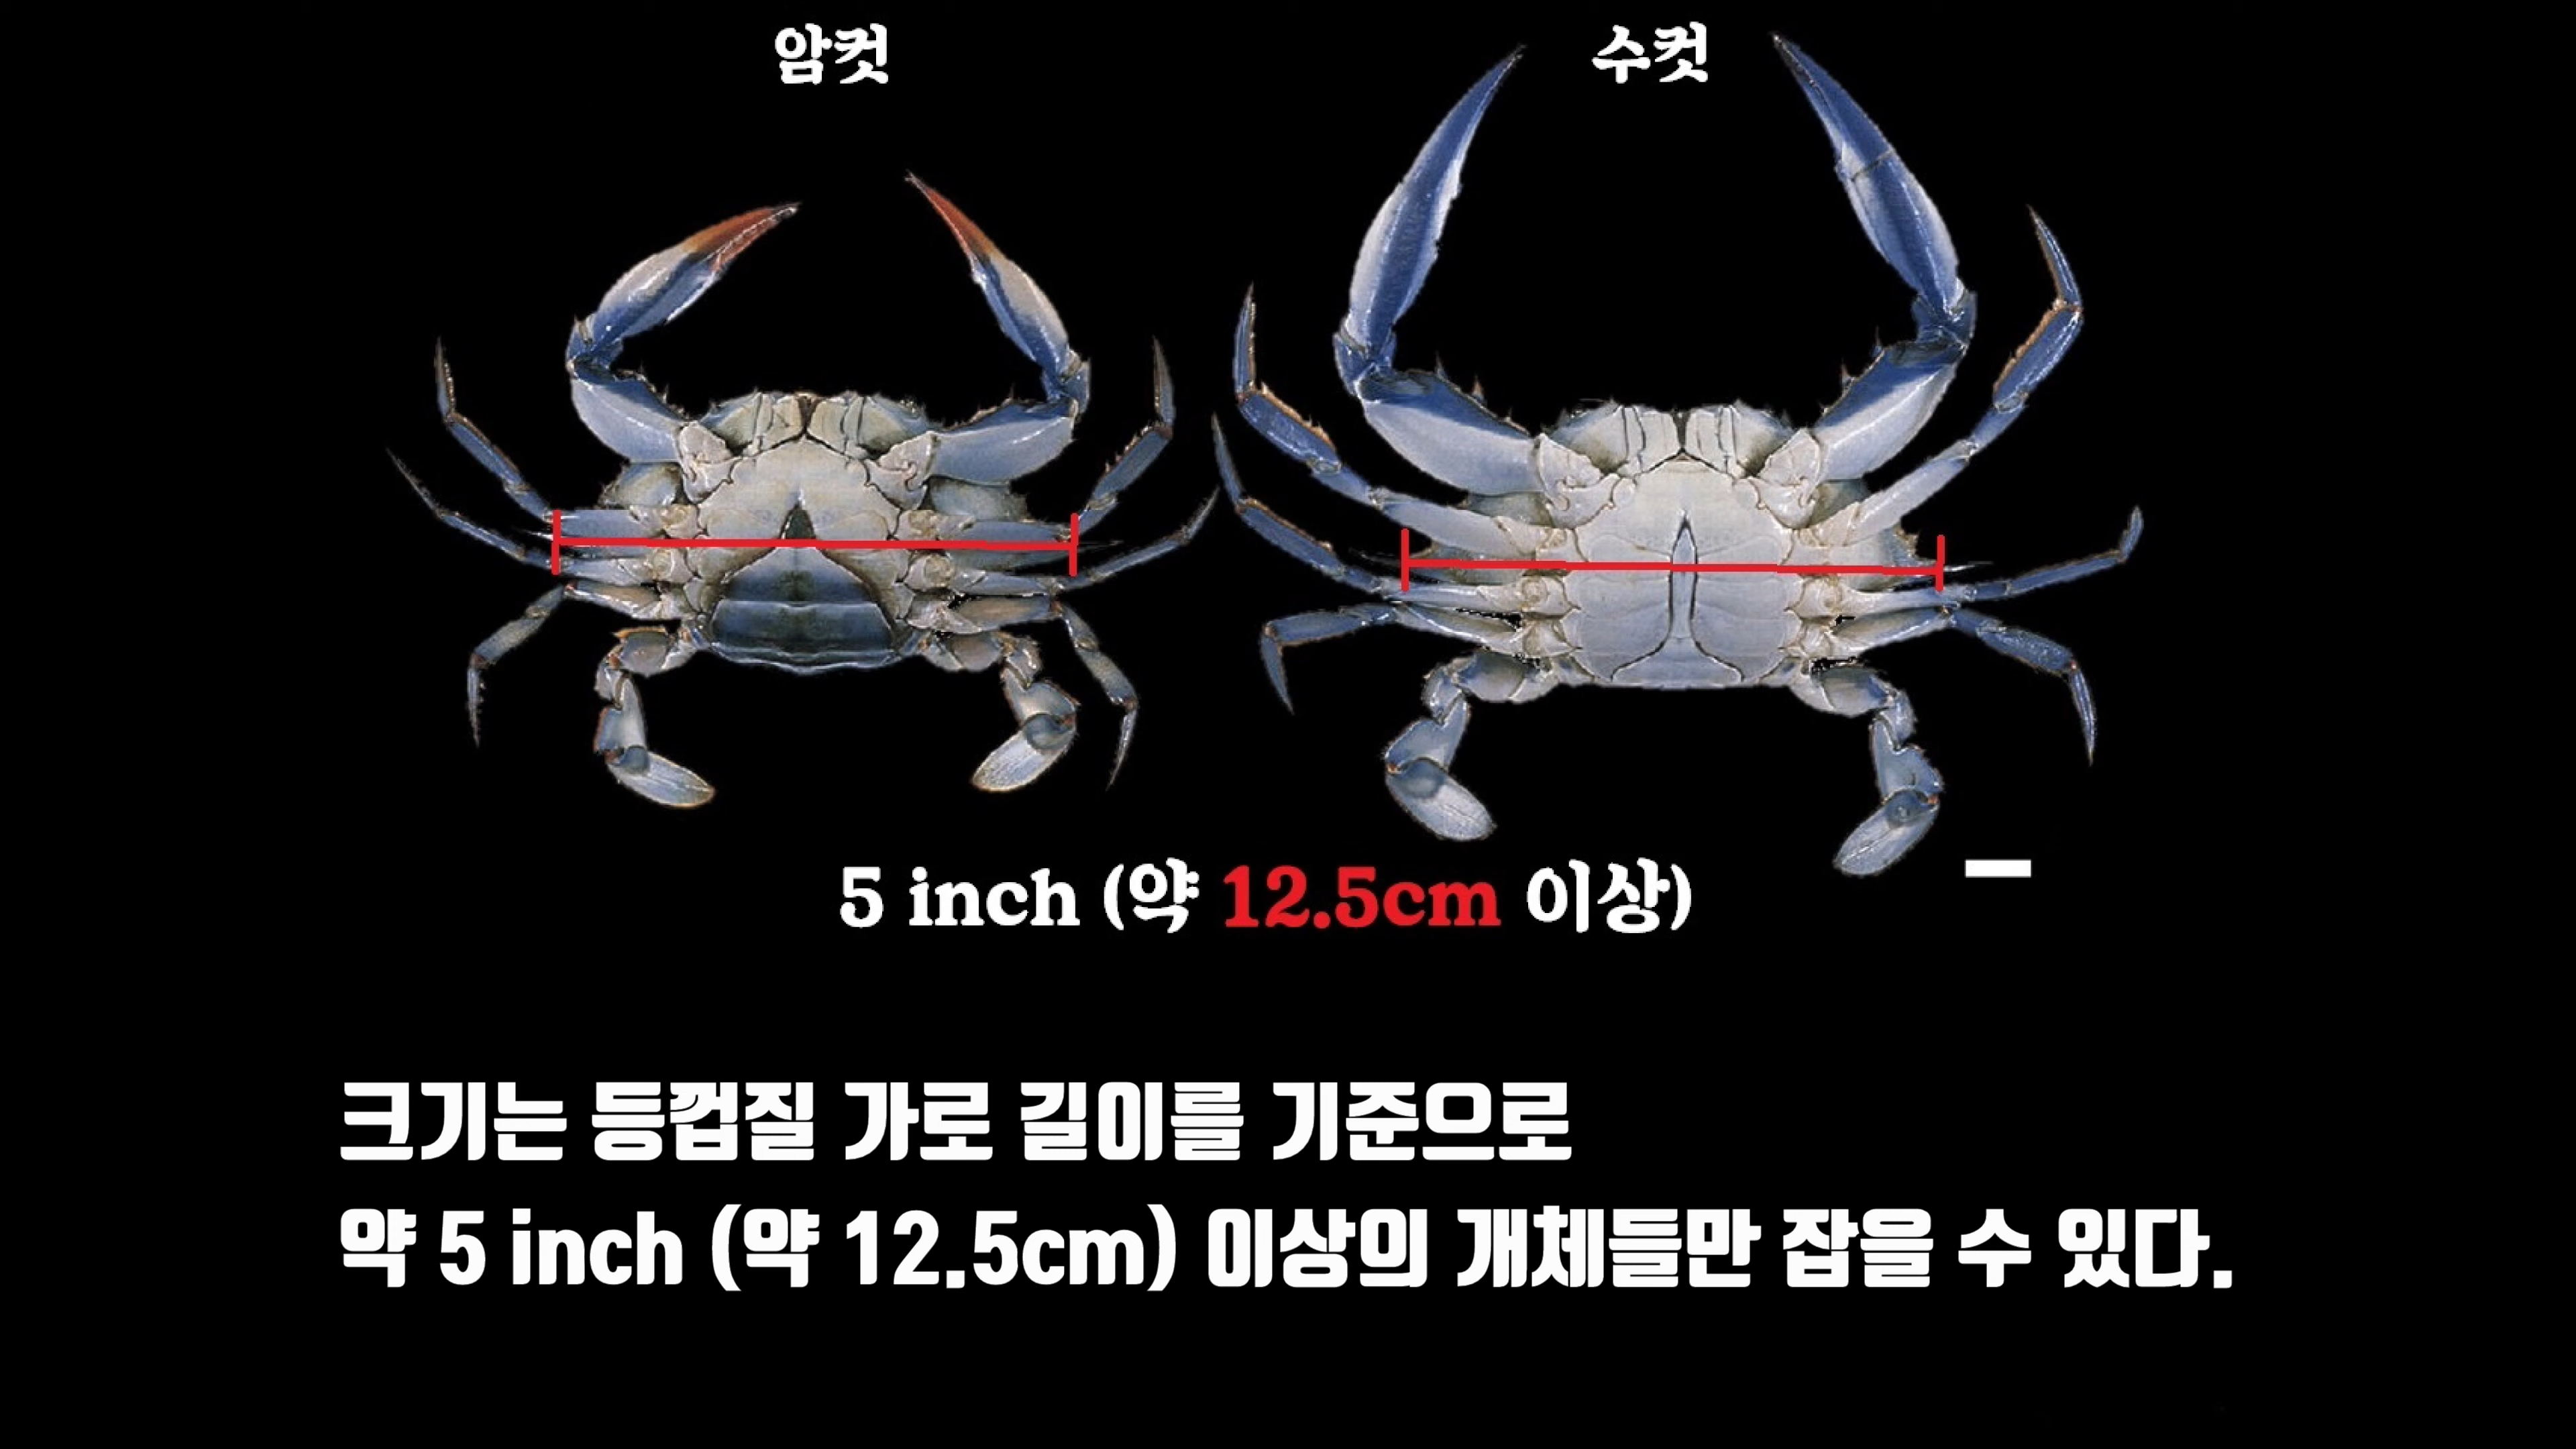 암컷
수컷
5 inch (약 12.5cm 이상)
크기는 등껍질 가로 길이를 기준으로
약 5 inch (약 12.5cm) 이상의 개체들만 잡을 수 있다.